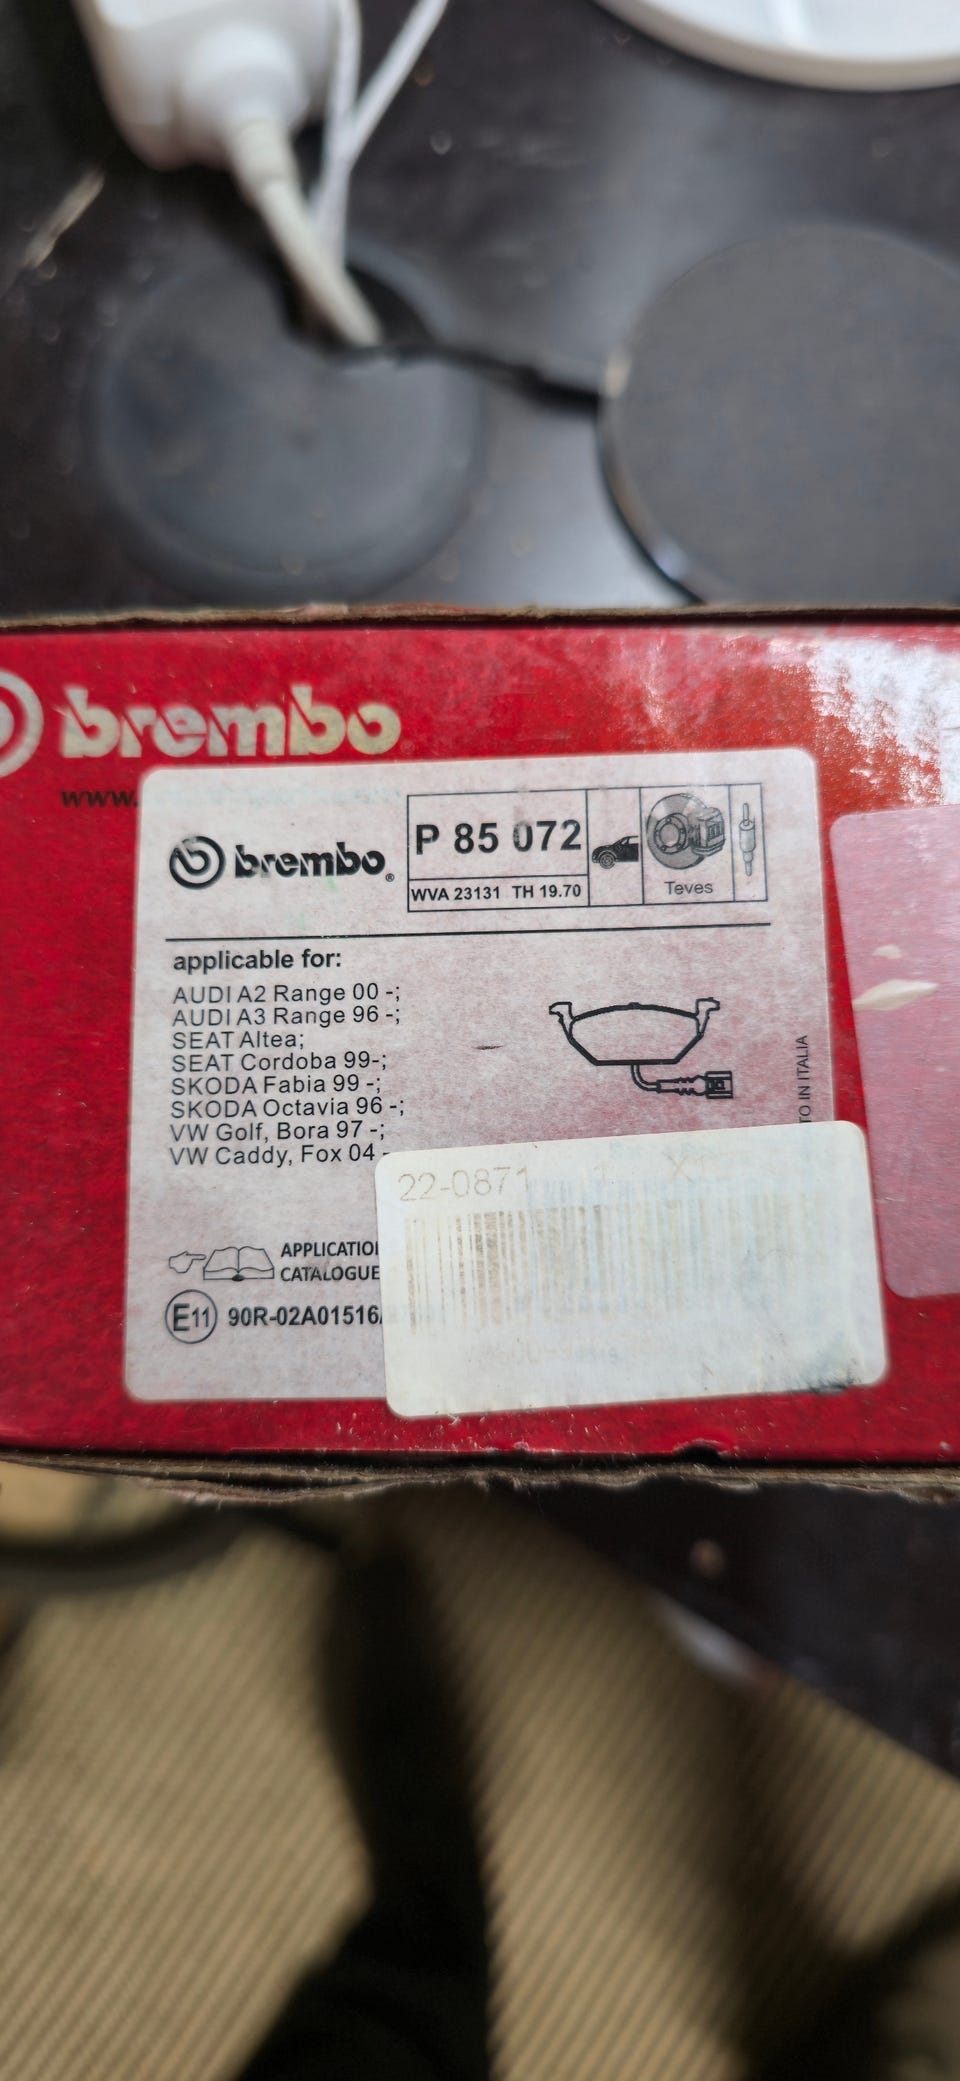 brembo
www.
brembo®
P 85 072
WVA 23131 TH 19.70
Teves
applicable for:
AUDI A2 Range 00 -;
AUDI A3 Range 96 -;
SEAT Altea;
SEAT Cordoba 99-;
SKODA Fabia 99 -;
SKODA Octavia 96 -;
VW Golf, Bora 97 -;
VW Caddy, Fox 04 -
TO IN ITALIA
22-0871 1 X1
APPLICATIO
CATALOGUE
E11 90R-02A01516/